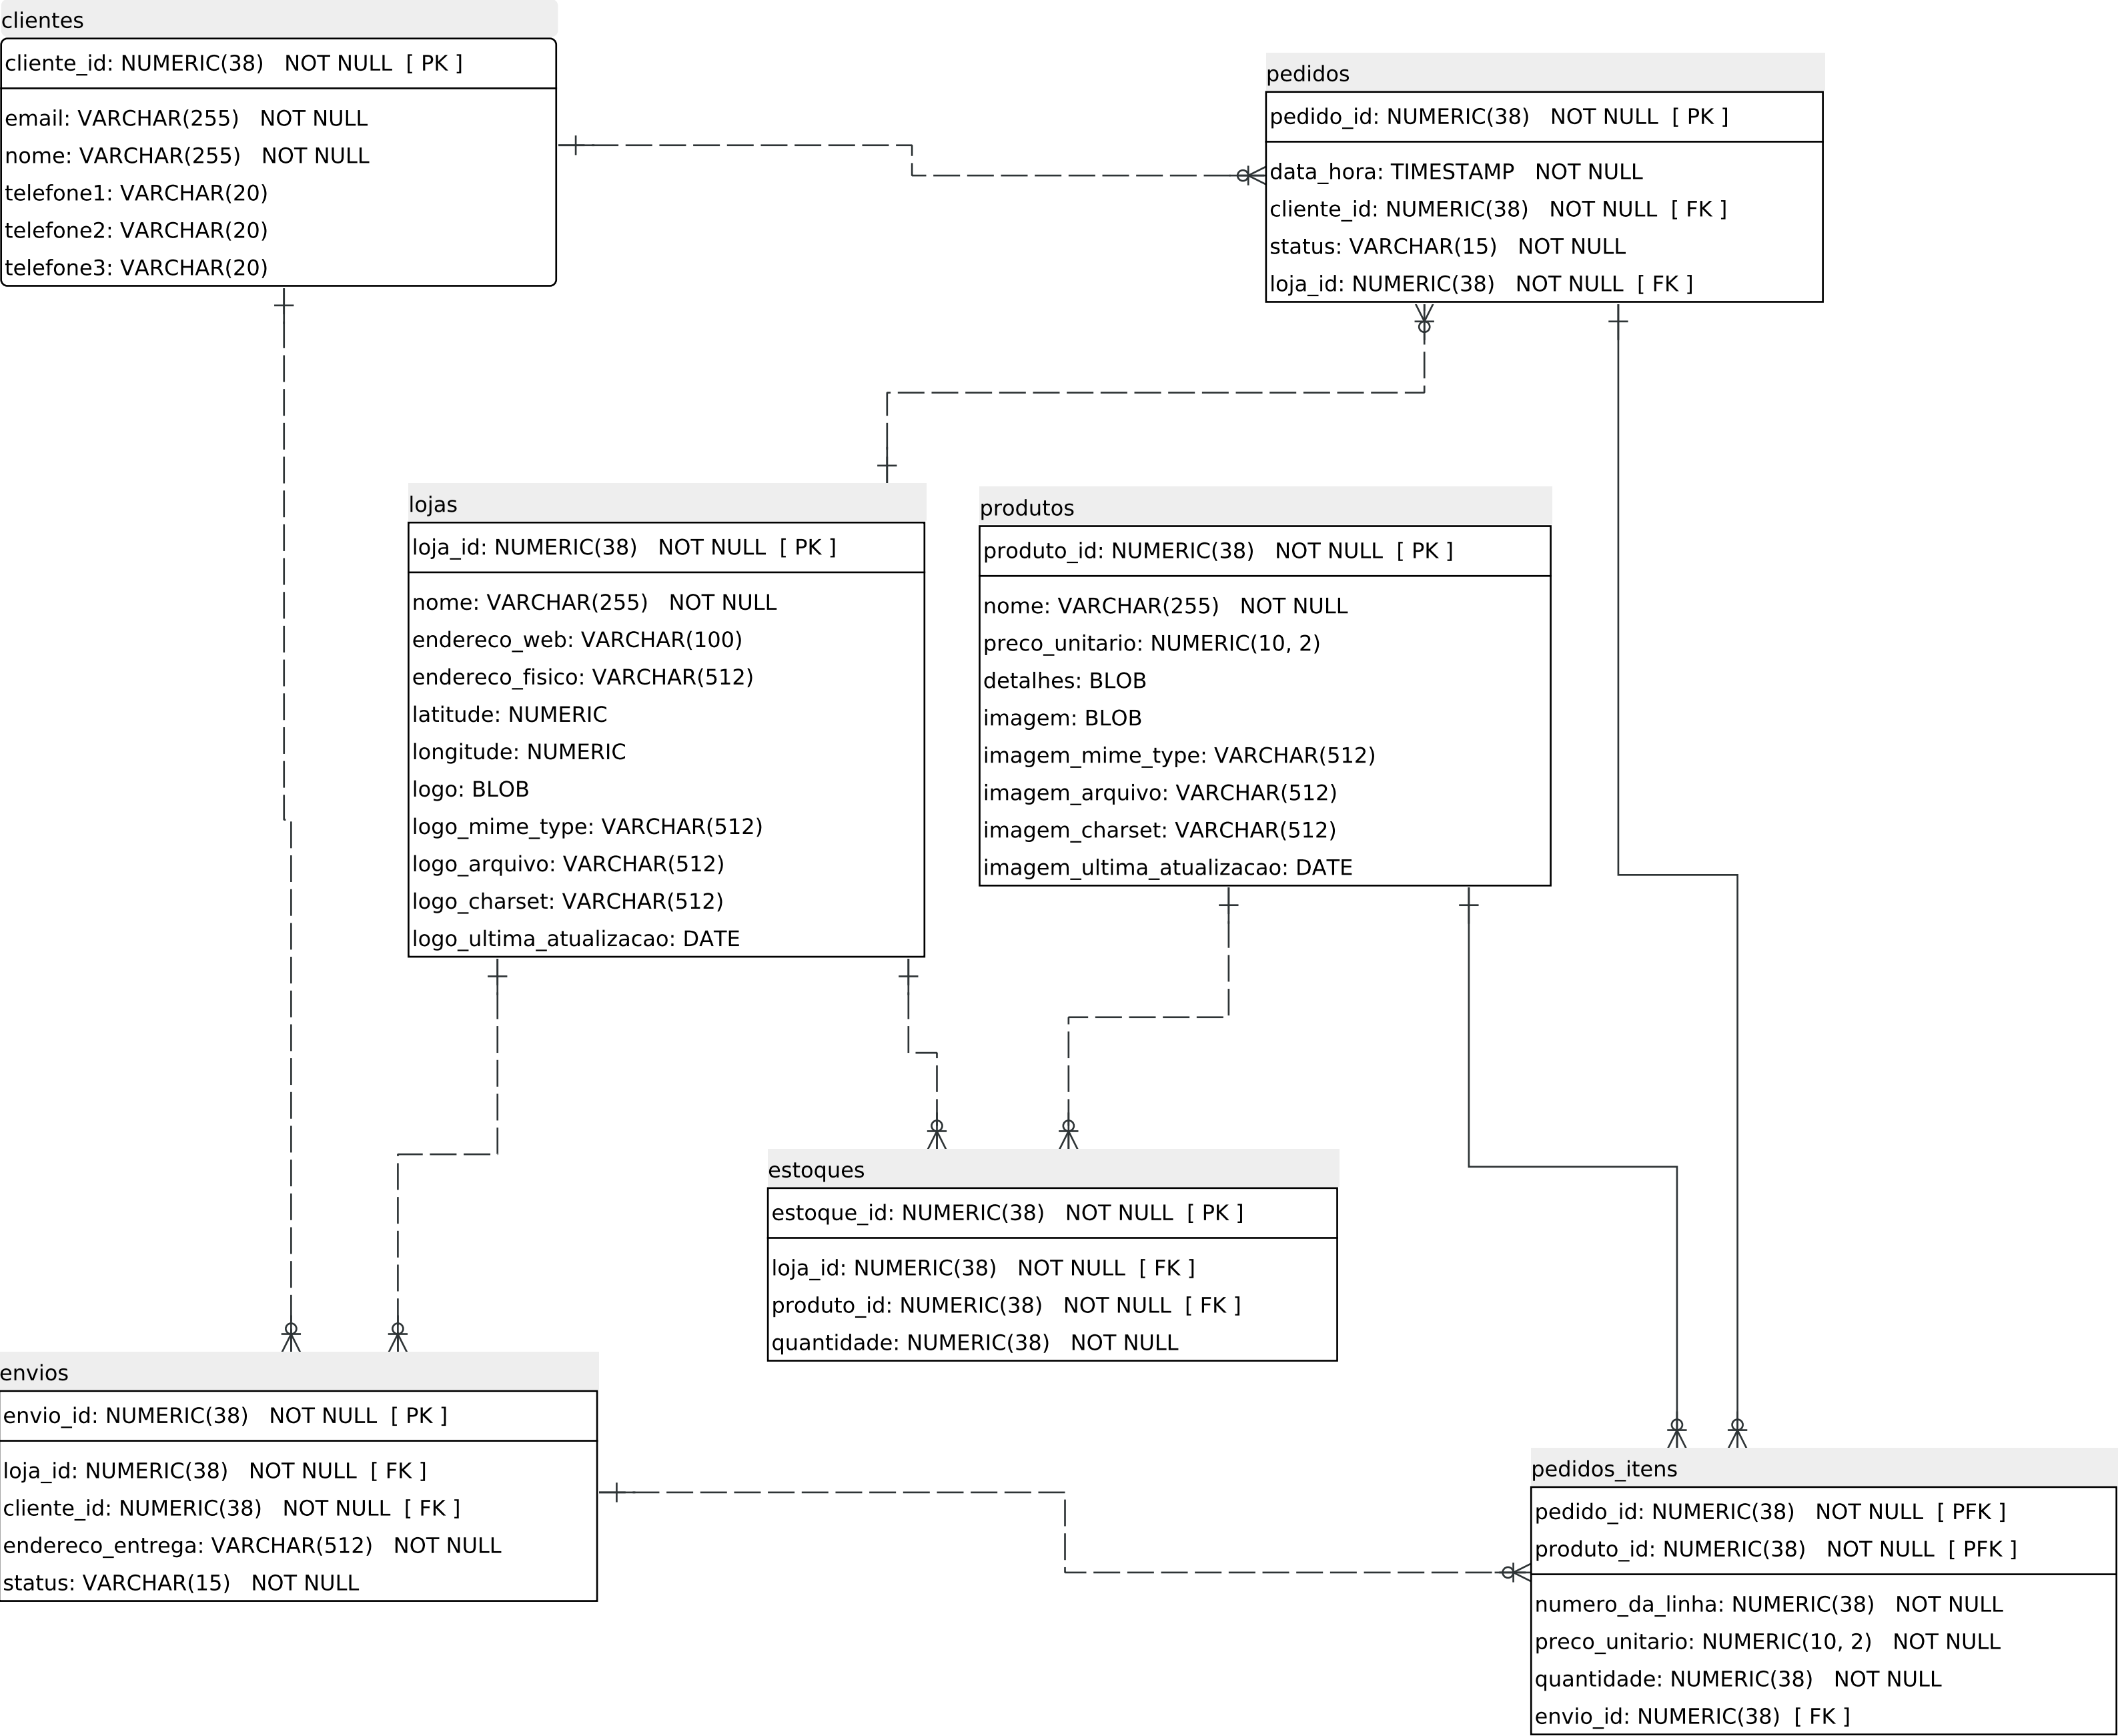 clientes
cliente_id: NUMERIC(38) NOT NULL [ PK ]
email: VARCHAR(255) NOT NULL
nome: VARCHAR(255) NOT NULL
telefone1: VARCHAR(20)
telefone2: VARCHAR(20)
telefone3: VARCHAR(20)
pedidos
pedido_id: NUMERIC(38) NOT NULL [ PK ]
data_hora: TIMESTAMP NOT NULL
cliente_id: NUMERIC(38) NOT NULL [ FK ]
status: VARCHAR(15) NOT NULL
loja_id: NUMERIC(38) NOT NULL [ FK ]
lojas
loja_id: NUMERIC(38) NOT NULL [ PK ]
nome: VARCHAR(255) NOT NULL
endereco_web: VARCHAR(100)
endereco_fisico: VARCHAR(512)
latitude: NUMERIC
longitude: NUMERIC
logo: BLOB
logo_mime_type: VARCHAR(512)
logo_arquivo: VARCHAR(512)
logo_charset: VARCHAR(512)
logo_ultima_atualizacao: DATE
produtos
produto_id: NUMERIC(38) NOT NULL [ PK ]
nome: VARCHAR(255) NOT NULL
preco_unitario: NUMERIC(10, 2)
detalhes: BLOB
imagem: BLOB
imagem_mime_type: VARCHAR(512)
imagem_arquivo: VARCHAR(512)
imagem_charset: VARCHAR(512)
imagem_ultima_atualizacao: DATE
estoques
estoque_id: NUMERIC(38) NOT NULL [ PK ]
loja_id: NUMERIC(38) NOT NULL [ FK ]
produto_id: NUMERIC(38) NOT NULL [ FK ]
quantidade: NUMERIC(38) NOT NULL
envios
envio_id: NUMERIC(38) NOT NULL [ PK ]
loja_id: NUMERIC(38) NOT NULL [ FK ]
cliente_id: NUMERIC(38) NOT NULL [ FK ]
endereco_entrega: VARCHAR(512) NOT NULL
status: VARCHAR(15) NOT NULL
pedidos_itens
pedido_id: NUMERIC(38) NOT NULL [ PFK ]
produto_id: NUMERIC(38) NOT NULL [ PFK ]
numero_da_linha: NUMERIC(38) NOT NULL
preco_unitario: NUMERIC(10, 2) NOT NULL
quantidade: NUMERIC(38) NOT NULL
envio_id: NUMERIC(38) [ FK ]